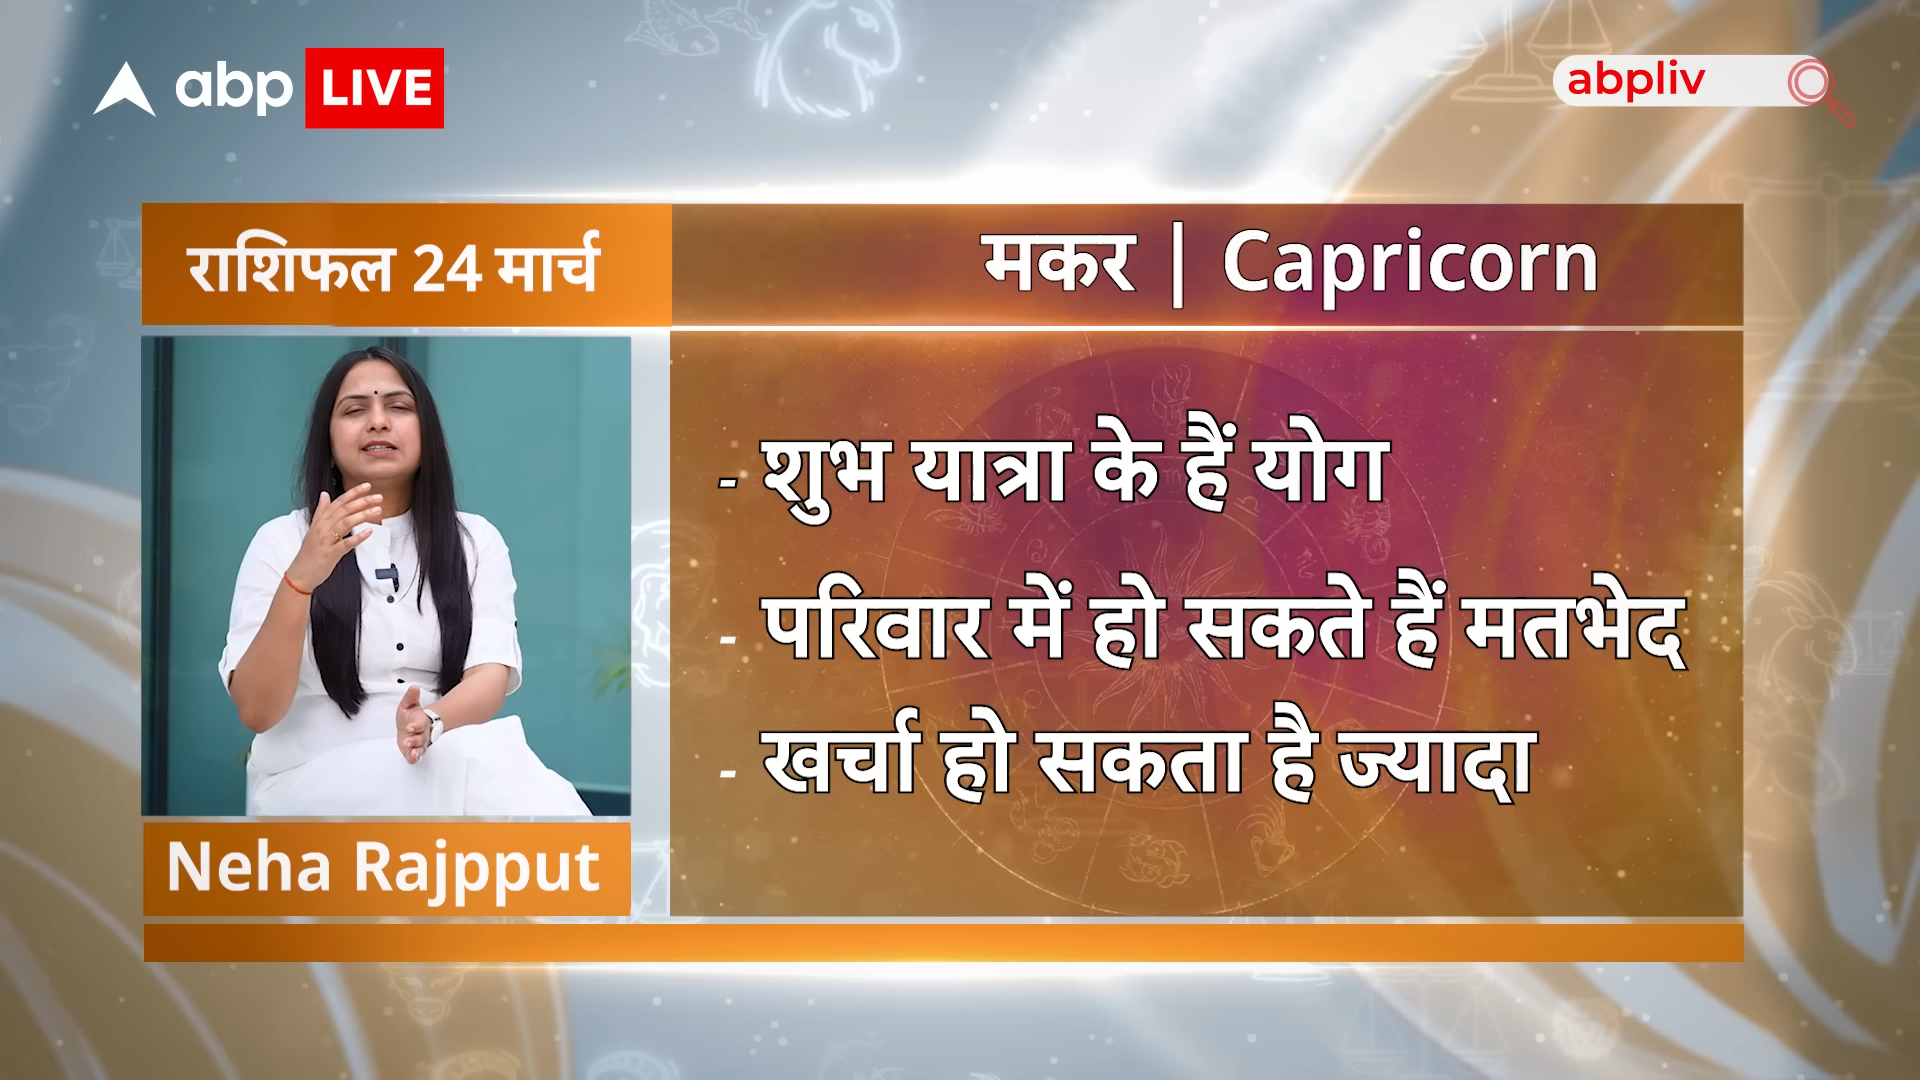 abp LIVE
abpliv
राशिफल 24 मार्च
मकर | Capricorn
- शुभ यात्रा के हैं योग
- परिवार में हो सकते हैं मतभेद
- खर्चा हो सकता है ज्यादा
Neha Rajpput